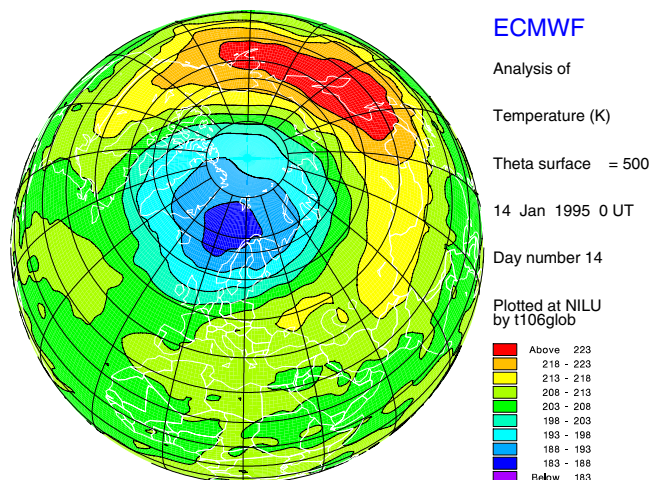 ECMWF
Analysis of
Temperature (K)
Theta surface = 500
14 Jan 1995 0 UT
Day number 14
Plotted at NILU
by t106glob
Above 223
218 - 223
213 - 218
208 - 213
203 - 208
198 - 203
193 - 198
188 - 193
183 - 188
Below 183